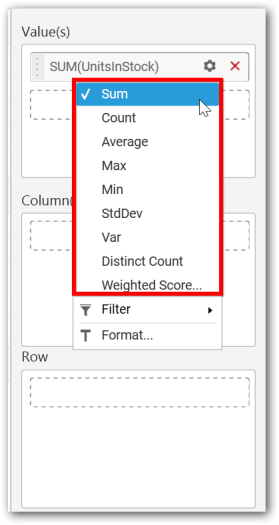 Value(s)
SUM(UnitsInStock)
Sum
Count
Average
Max
Min
StdDev
Var
Column(
Distinct Count
Weighted Score...
Filter
Format...
Row